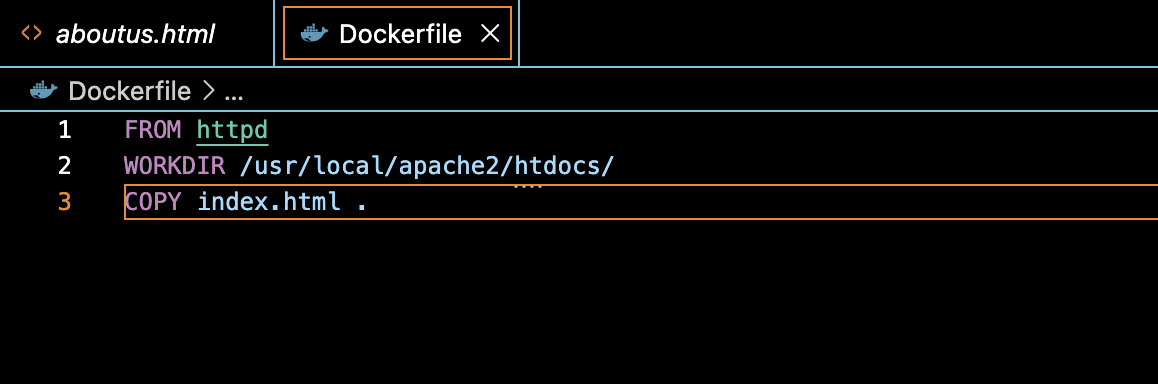 <> aboutus.html Dockerfile ×
Dockerfile > ...
1 FROM httpd
2 WORKDIR /usr/local/apache2/htdocs/
3 COPY index.html .